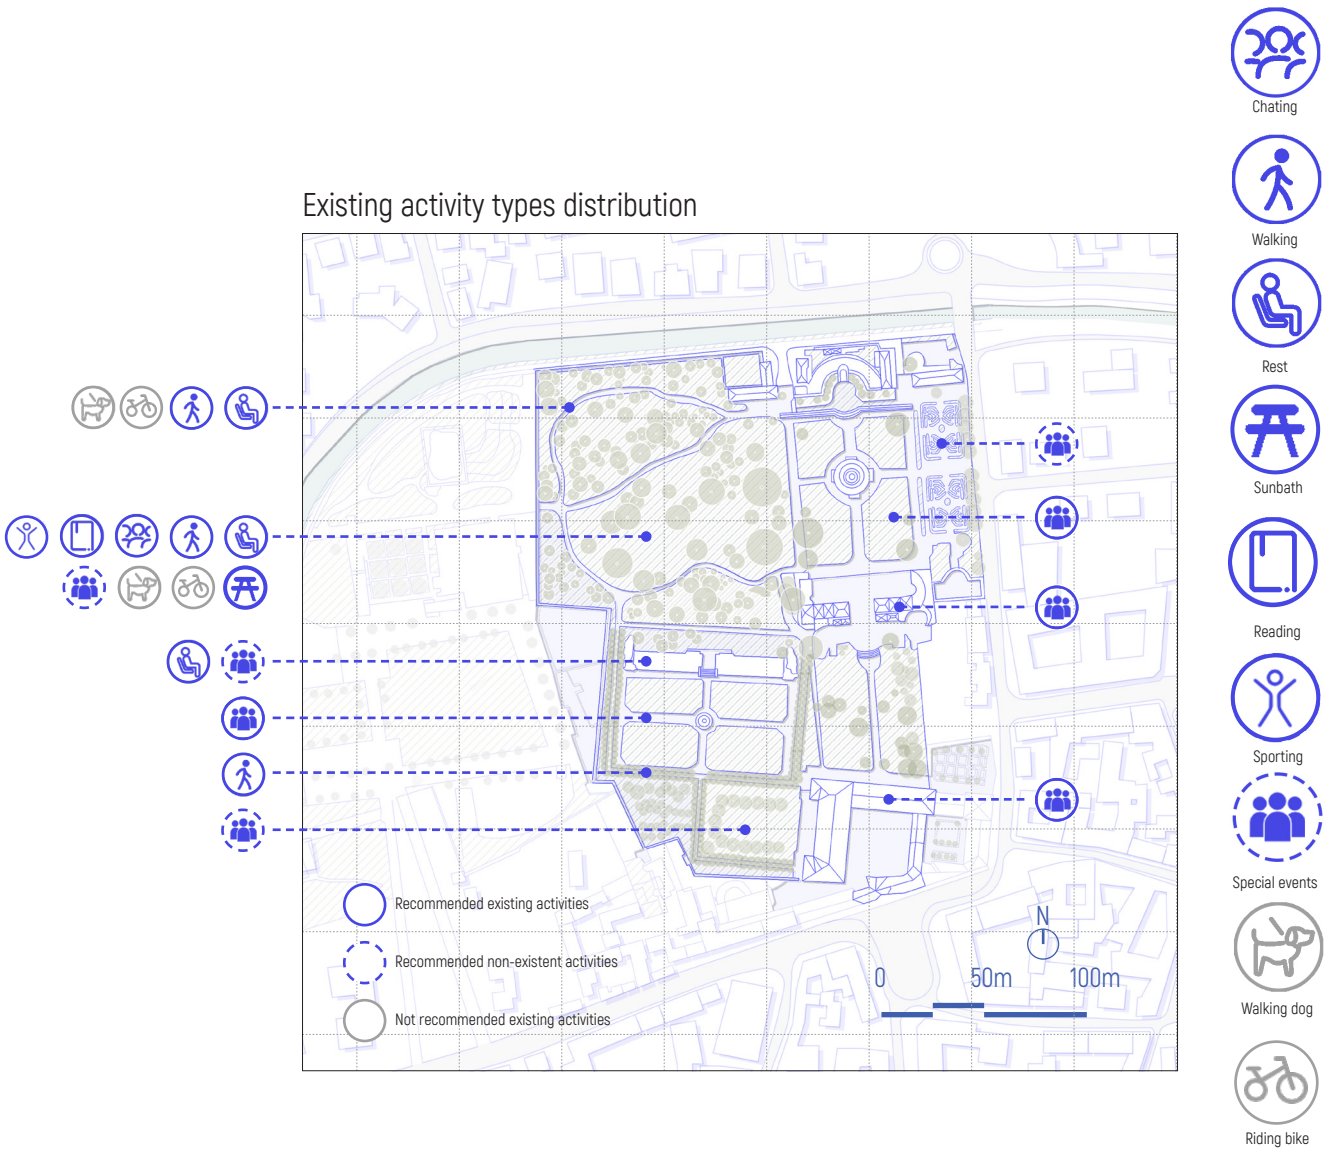 Existing activity types distribution
Chating
Walking
Rest
Sunbath
Reading
Sporting
Special events
Walking dog
Riding bike
Recommended existing activities
Recommended non-existent activities
Not recommended existing activities
N
0 50m 100m